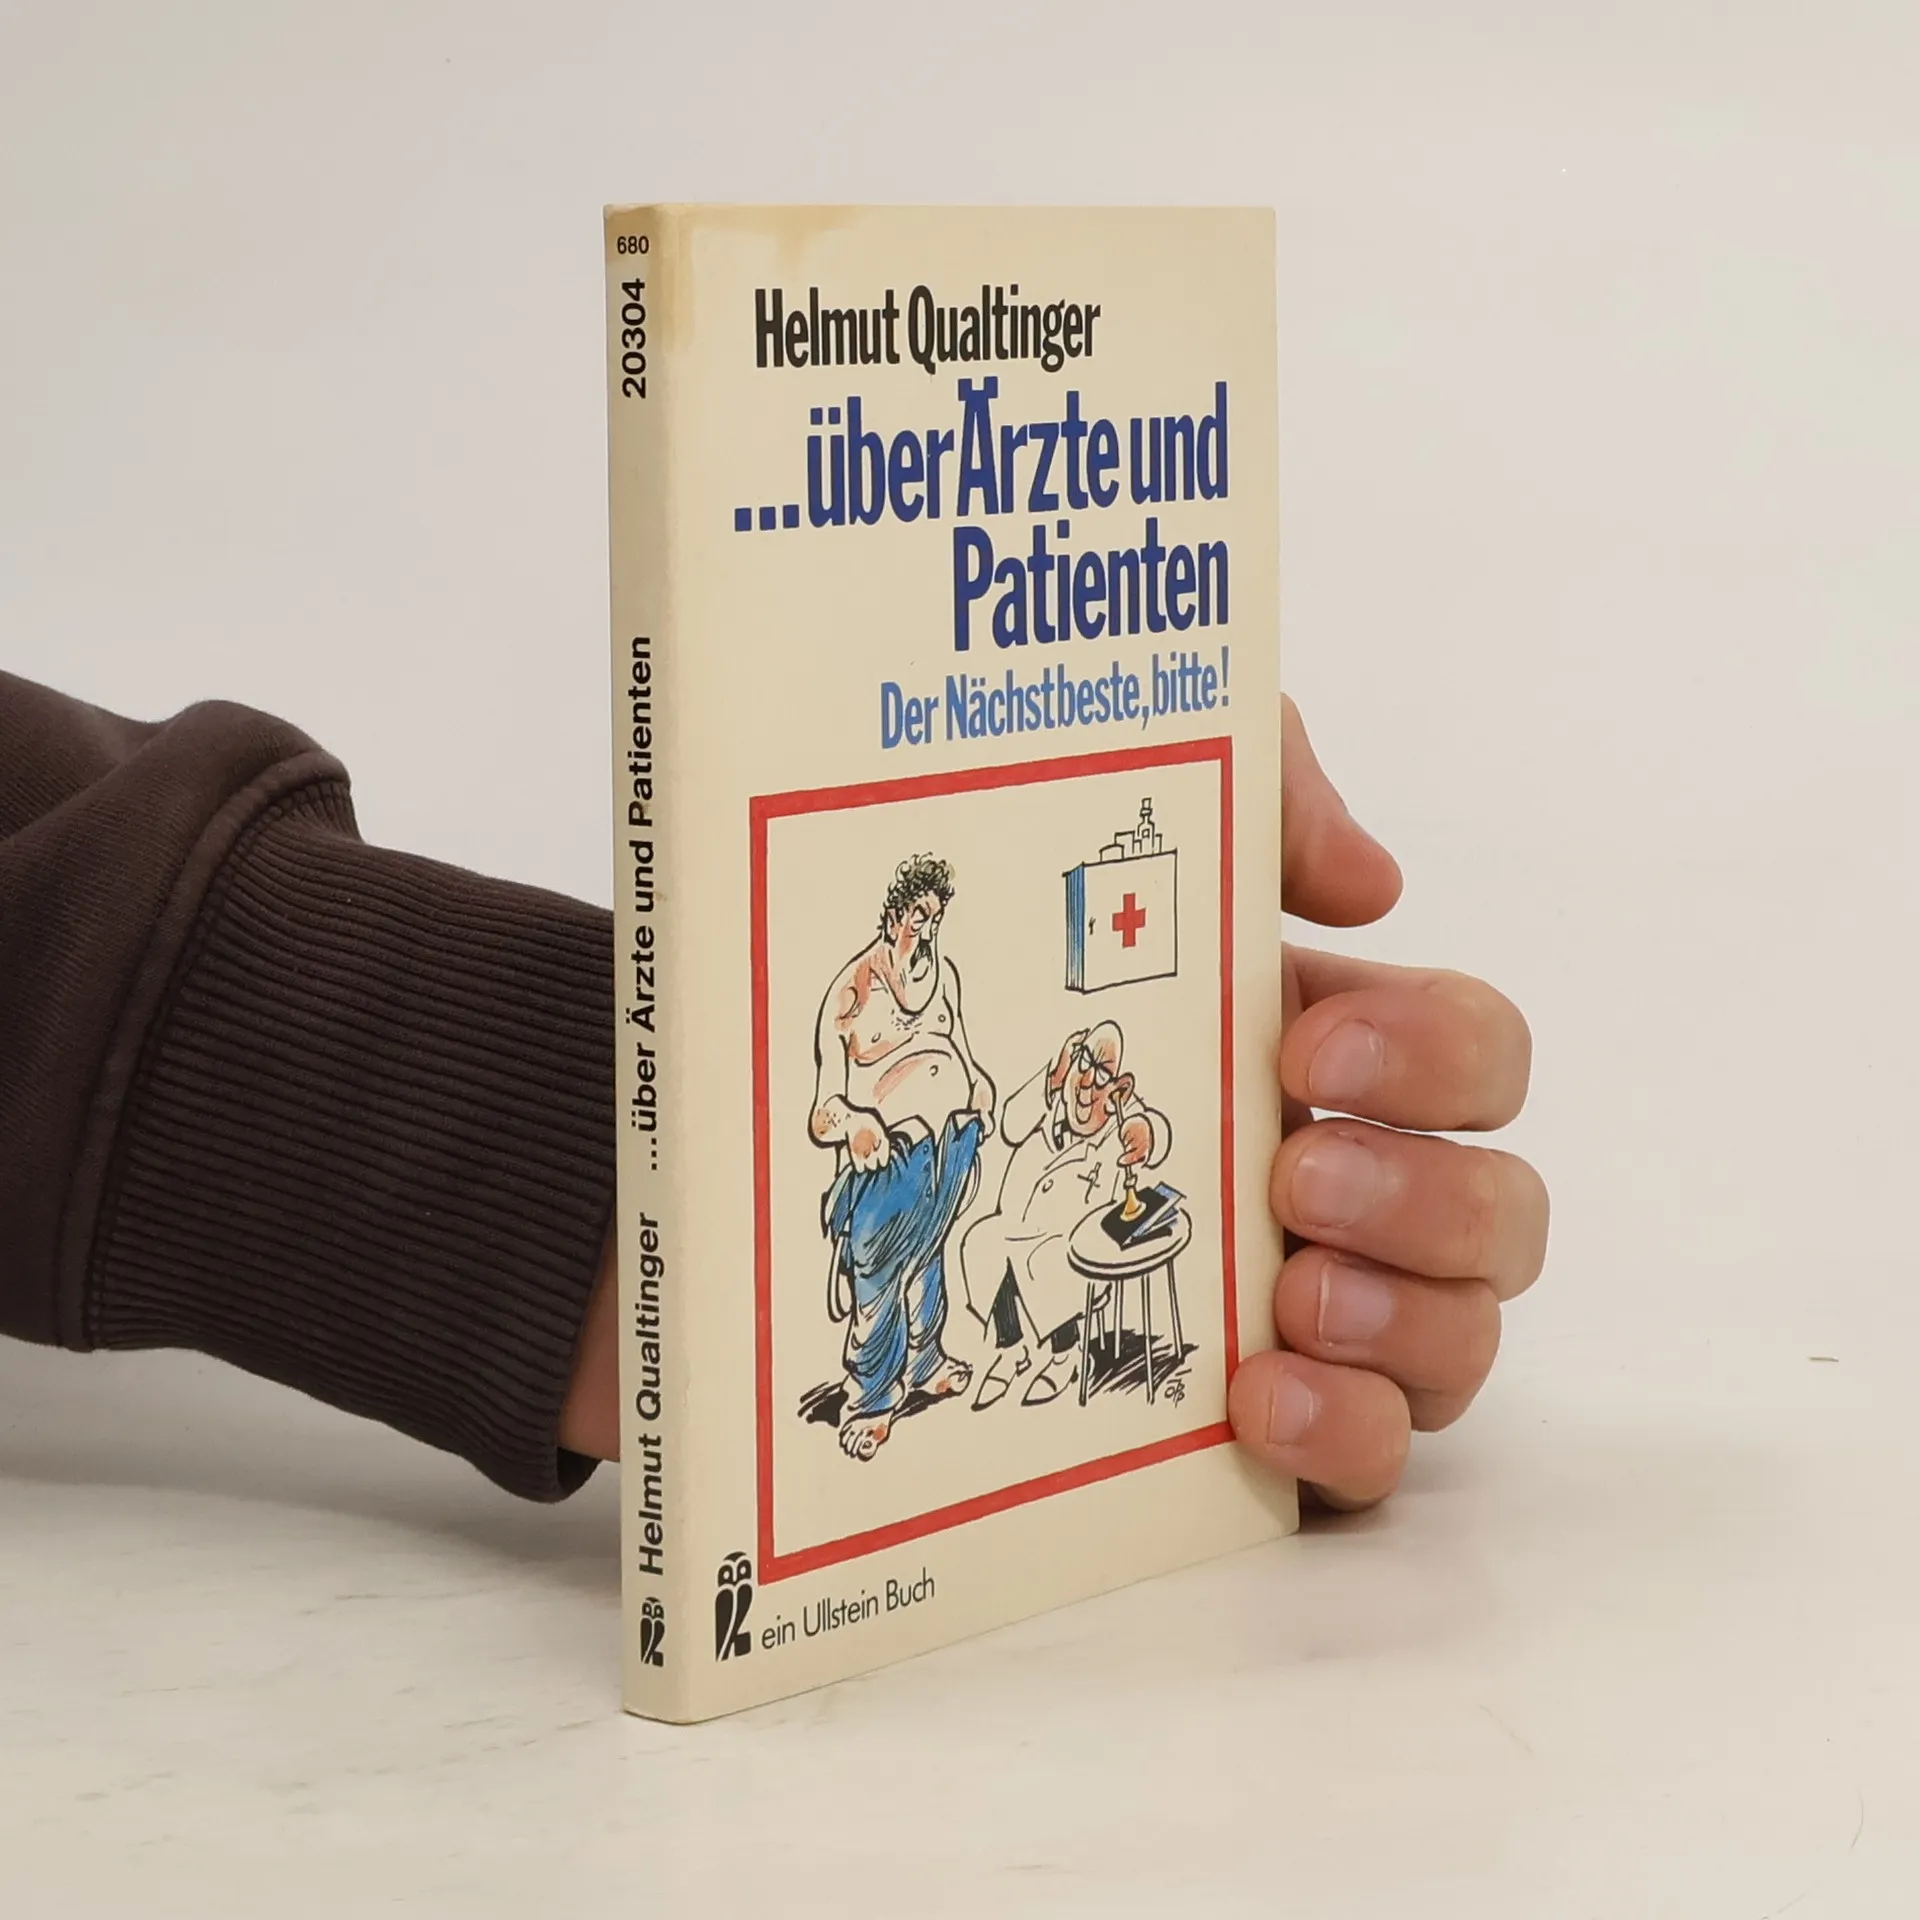 680
20304
Helmut Qualtinger ...über Ärzte und Patienten
Helmut Qualtinger
...über Ärzte und
Patienten
Der Nächstbeste, bitte!
ein Ullstein Buch